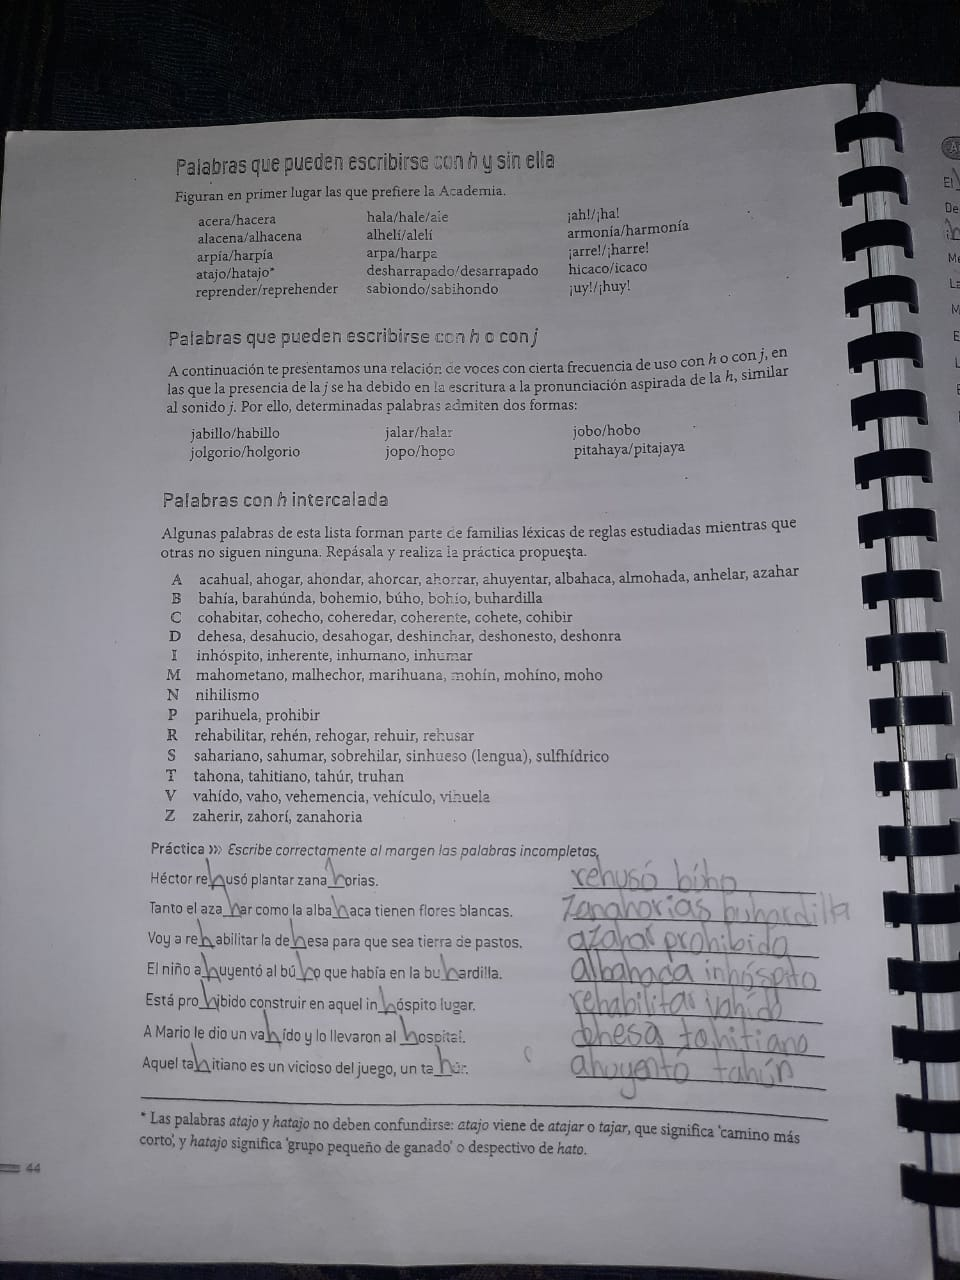 Palabras que pueden escribirse con h y sin ella
Figuran en primer lugar las que prefiere la Academia.
acera/hacera hala/hale/ale ¡ah!/¡ha!
alacena/alhacena alhelí/alelí armonía/harmonía
arpía/harpía arpa/harpa ¡arre!/¡harre!
atajo/hatajo* desharrapado/desarrapado hicaco/icaco
reprender/reprehender sabiondo/sabihondo ¡uy!/¡huy!
Palabras que pueden escribirse con h o con j
A continuación te presentamos una relación de voces con cierta frecuencia de uso con h o con j, en
las que la presencia de la j se ha debido en la escritura a la pronunciación aspirada de la h, similar
al sonido j. Por ello, determinadas palabras admiten dos formas:
jabillo/habillo jalar/halar jobo/hobo
jolgorio/holgorio jopo/hopo pitahaya/pitajaya
Palabras con h intercalada
Algunas palabras de esta lista forman parte de familias léxicas de reglas estudiadas mientras que
otras no siguen ninguna. Repásala y realiza la práctica propuesta.
A acahual, ahogar, ahondar, ahorcar, ahorrar, ahuyentar, albahaca, almohada, anhelar, azahar
B bahía, barahúnda, bohemio, búho, bohío, buhardilla
C cohabitar, cohecho, coheredar, coherente, cohete, cohibir
D dehesa, desahucio, desahogar, deshinchar, deshonesto, deshonra
I inhóspito, inherente, inhumano, inhumar
M mahometano, malhechor, marihuana, mohín, mohíno, moho
N nihilismo
P parihuela, prohibir
R rehabilitar, rehén, rehogar, rehuir, rehusar
S sahariano, sahumar, sobrehilar, sinhueso (lengua), sulfhídrico
T tahona, tahitiano, tahúr, truhan
V vahído, vaho, vehemencia, vehículo, vihuela
Z zaherir, zahorí, zanahoria
Práctica >>> Escribe correctamente al margen las palabras incompletas.
Héctor rehusó plantar zanahorias. rehusó búho
Tanto el azahar como la albahaca tienen flores blancas. Zanahorias buhardilla
Voy a rehabilitar la dehesa para que sea tierra de pastos. azahar prohibida
El niño ahuyentó al búho que había en la buhardilla. albahada inhóspito
Está prohibido construir en aquel inhóspito lugar. rehabilitar vahído
A Mario le dio un vahído y lo llevaron al hospital. dehesa tahitiano
Aquel tahitiano es un vicioso del juego, un tahúr. ahuyentó tahún
* Las palabras atajo y hatajo no deben confundirse: atajo viene de atajar o tajar, que significa 'camino más
corto', y hatajo significa 'grupo pequeño de ganado' o despectivo de hato.
44
A
El
De
Me
La
M
E
L